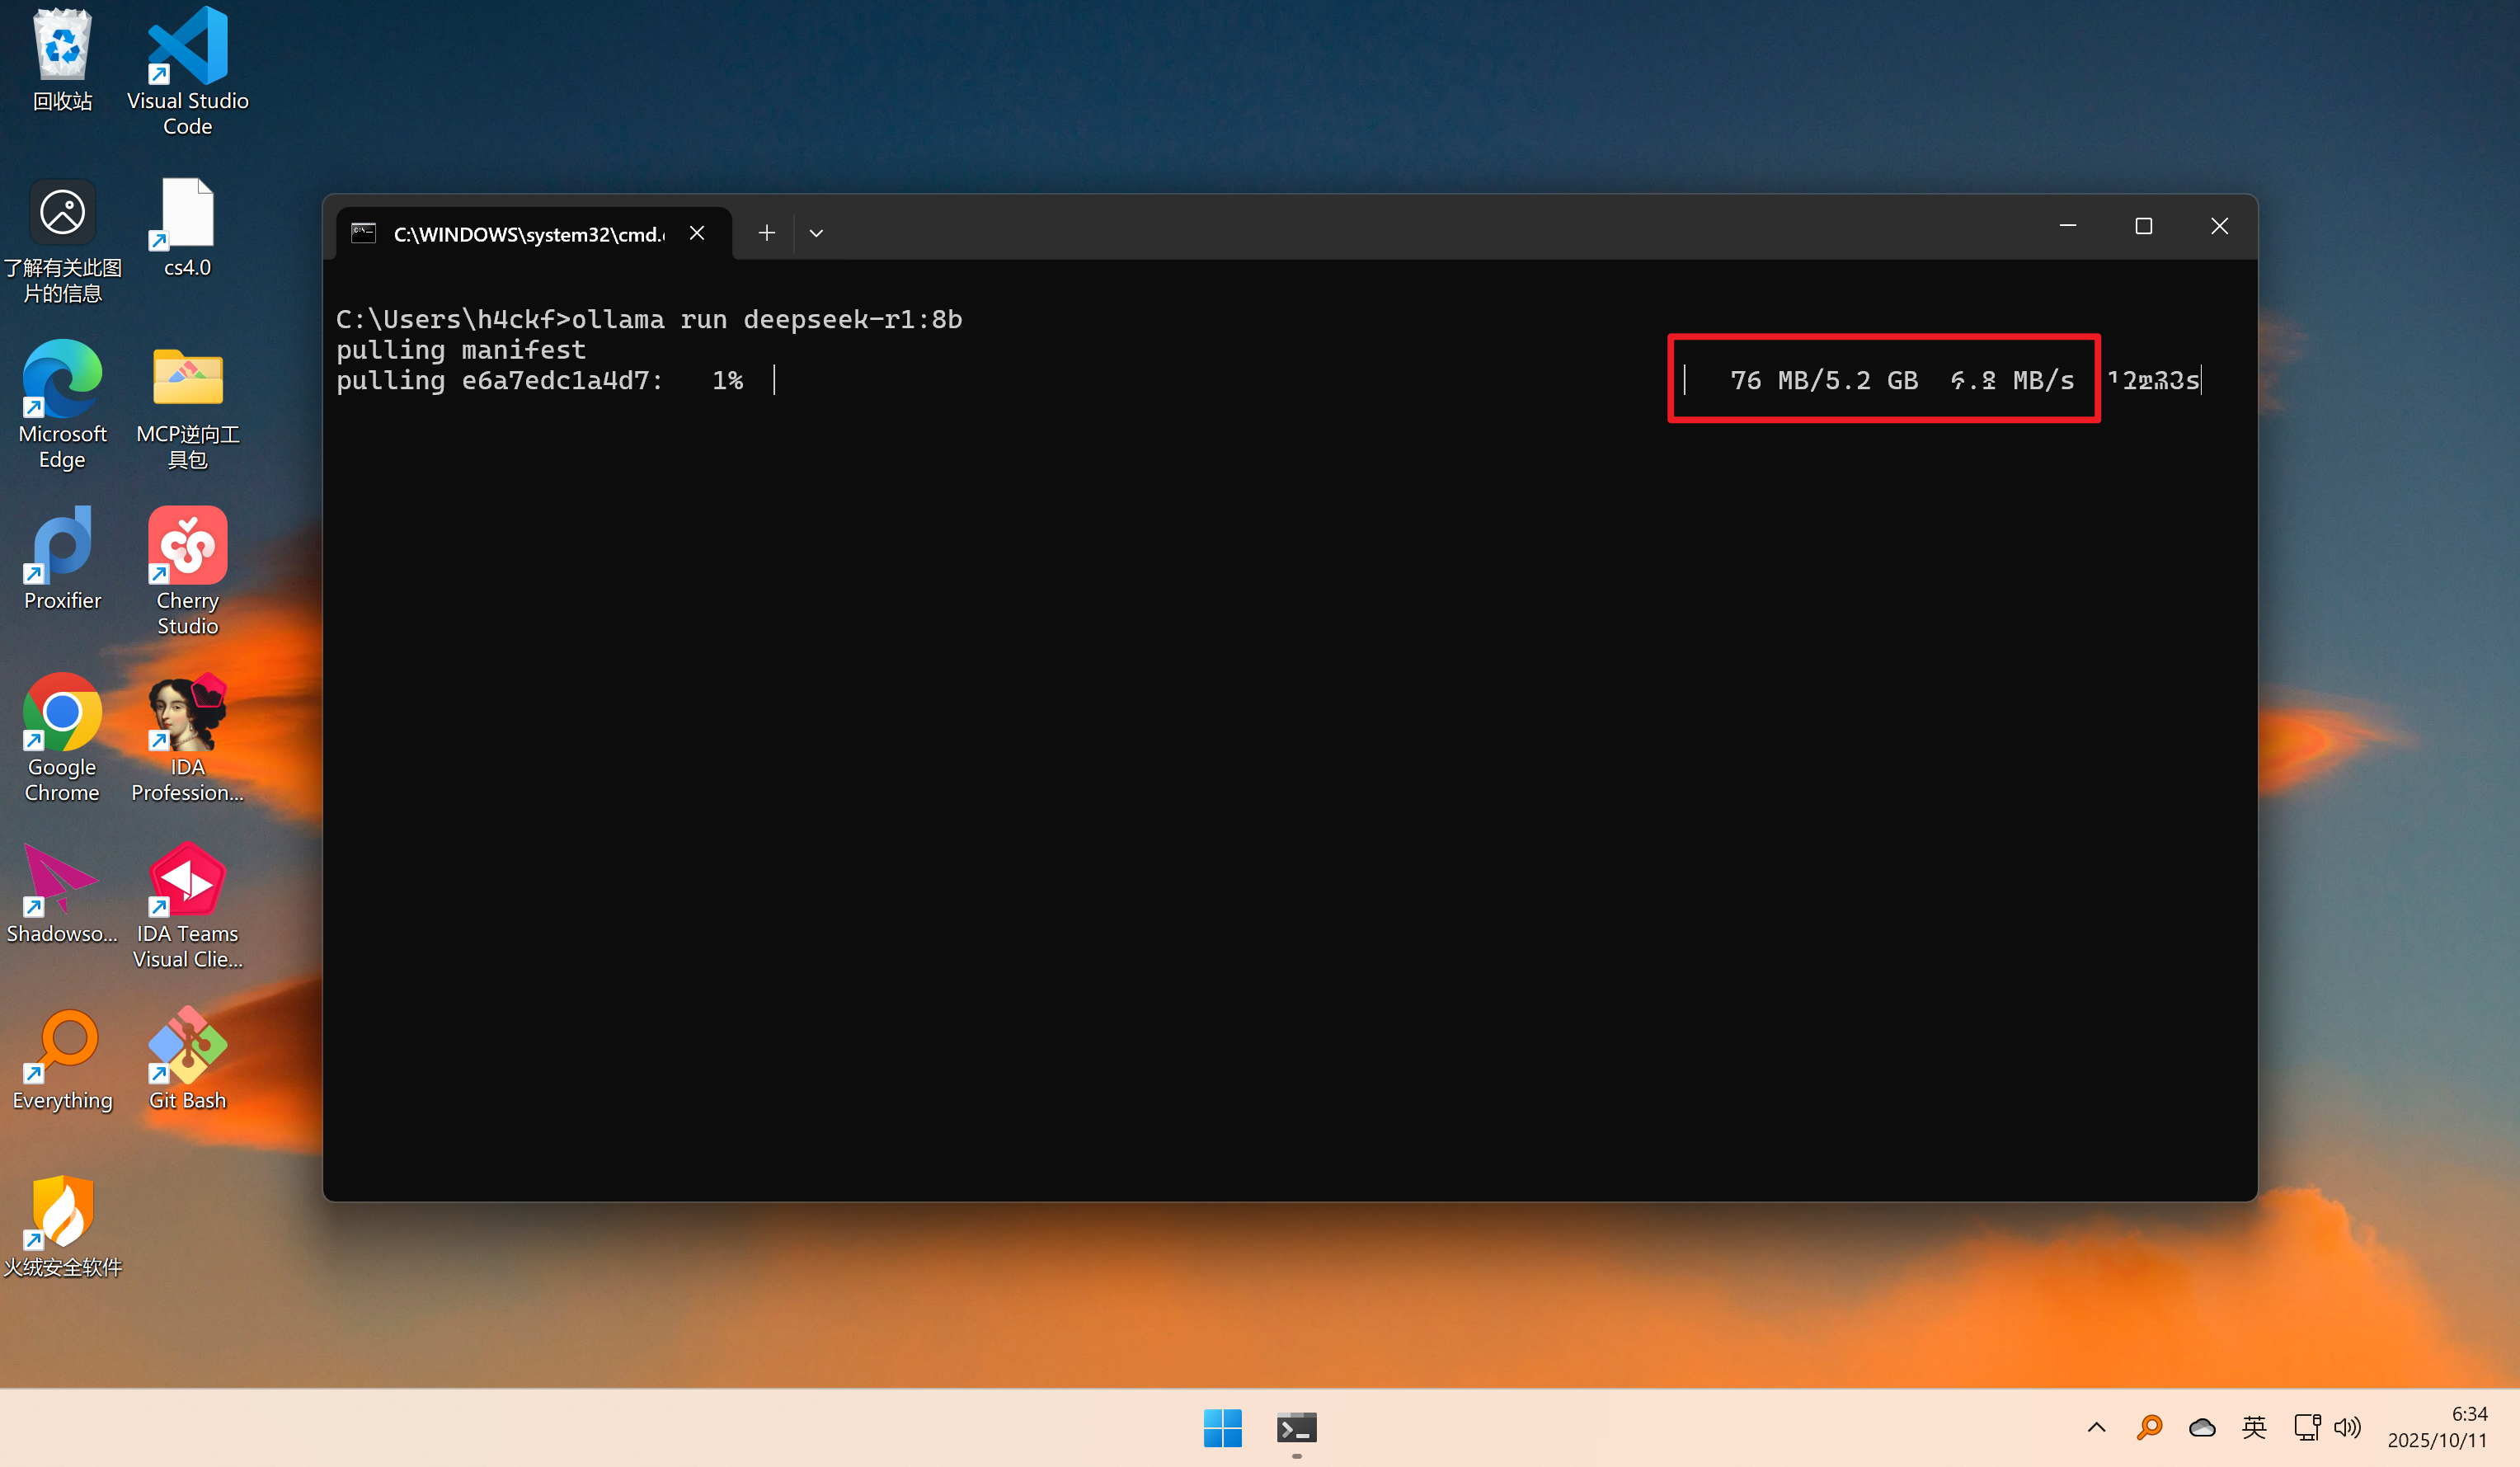 回收站
Visual Studio
Code
了解有关此图
片的信息
cs4.0
Microsoft
Edge
MCP逆向工
具包
Proxifier
Cherry
Studio
Google
Chrome
IDA
Profession...
Shadowso...
IDA Teams
Visual Clie...
Everything
Git Bash
火绒安全软件
C:\WINDOWS\system32\cmd.
C:\Users\h4ckf>ollama run deepseek-r1:8b
pulling manifest
pulling e6a7edc1a4d7:   1%   76 MB/5.2 GB   MB/s
英
6:34
2025/10/11